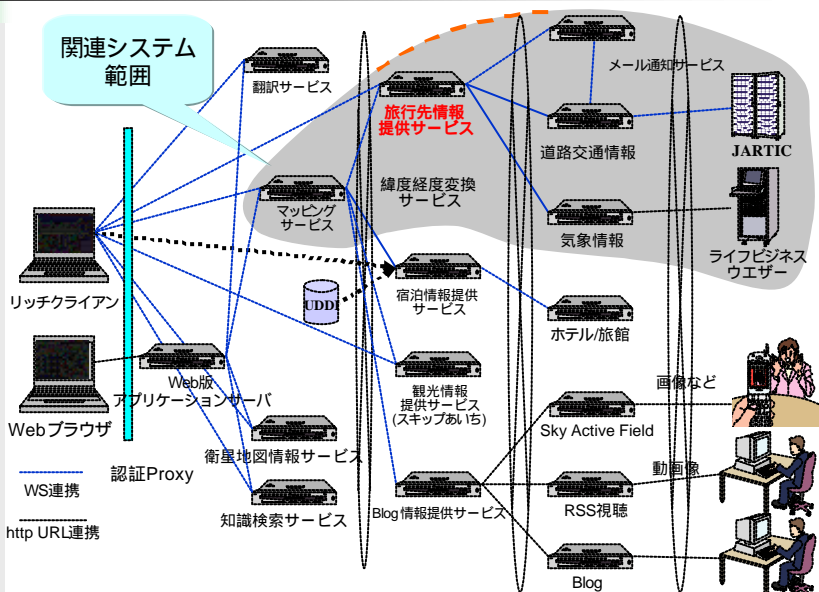 関連システム
範囲
翻訳サービス
旅行先情報
提供サービス
メール通知サービス
道路交通情報
JARTIC
マッピング
サービス
緯度経度変換
サービス
気象情報
ライフビジネス
ウエザー
リッチクライアン
UDDI
宿泊情報提供
サービス
ホテル/旅館
Web版
アプリケーションサーバ
観光情報
提供サービス
(スキップあいち)
画像など
Sky Active Field
Webブラウザ
衛星地図情報サービス
認証Proxy
WS連携
動画像
知識検索サービス
Blog情報提供サービス
RSS視聴
http URL連携
Blog